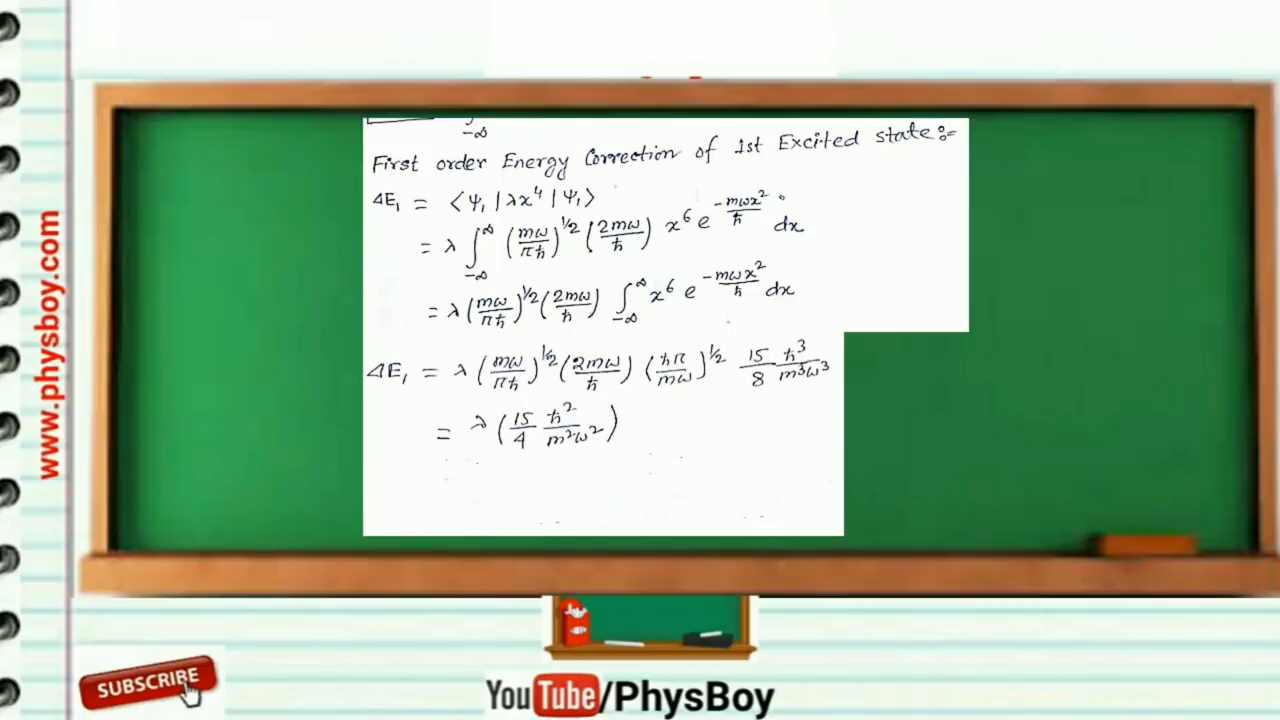 −∞
First order Energy Correction of 1st Excited state:-
ΔE₁ = ⟨ψ₁ | λx⁴ | ψ₁⟩
= λ ∫_{-∞}^{∞} (mω/πħ)^{1/2} (2mω/ħ) x⁶ e^{-mωx²/ħ} dx
= λ (mω/πħ)^{1/2} (2mω/ħ) ∫_{-∞}^{∞} x⁶ e^{-mωx²/ħ} dx
ΔE₁ = λ (mω/πħ)^{1/2} (2mω/ħ) (ħπ/mω)^{1/2} 15/8 ħ³/m³ω³
= λ (15/4 ħ²/m²ω²)
www.physboy.com
SUBSCRIBE
YouTube/PhysBoy